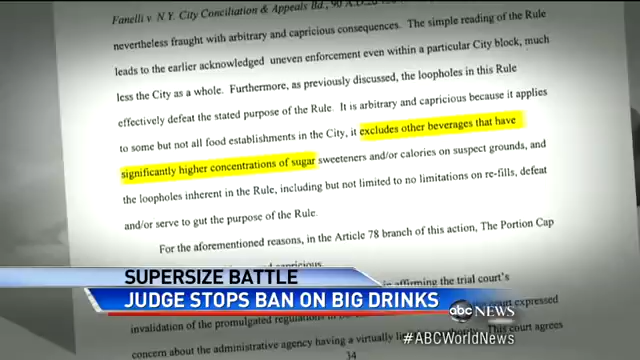 Fanelli v. N.Y. City Conciliation & Appeals Bd., 90 A.D.2d
nevertheless fraught with arbitrary and capricious consequences. The simple reading of the Rule
leads to the earlier acknowledged uneven enforcement even within a particular City block, much
less the City as a whole. Furthermore, as previously discussed, the loopholes in this Rule
effectively defeat the stated purpose of the Rule. It is arbitrary and capricious because it applies
to some but not all food establishments in the City, it excludes other beverages that have
significantly higher concentrations of sugar sweeteners and/or calories on suspect grounds, and
the loopholes inherent in the Rule, including but not limited to no limitations on re-fills, defeat
and/or serve to gut the purpose of the Rule.
For the aforementioned reasons, in the Article 78 branch of this action, The Portion Cap
capricious
SUPERSIZE BATTLE
in affirming the trial court's
JUDGE STOPS BAN ON BIG DRINKS
abc NEWS
court expressed
invalidation of the promulgated
#ABCWorldNews
concern about the administrative agency having a virtually This court agrees
34